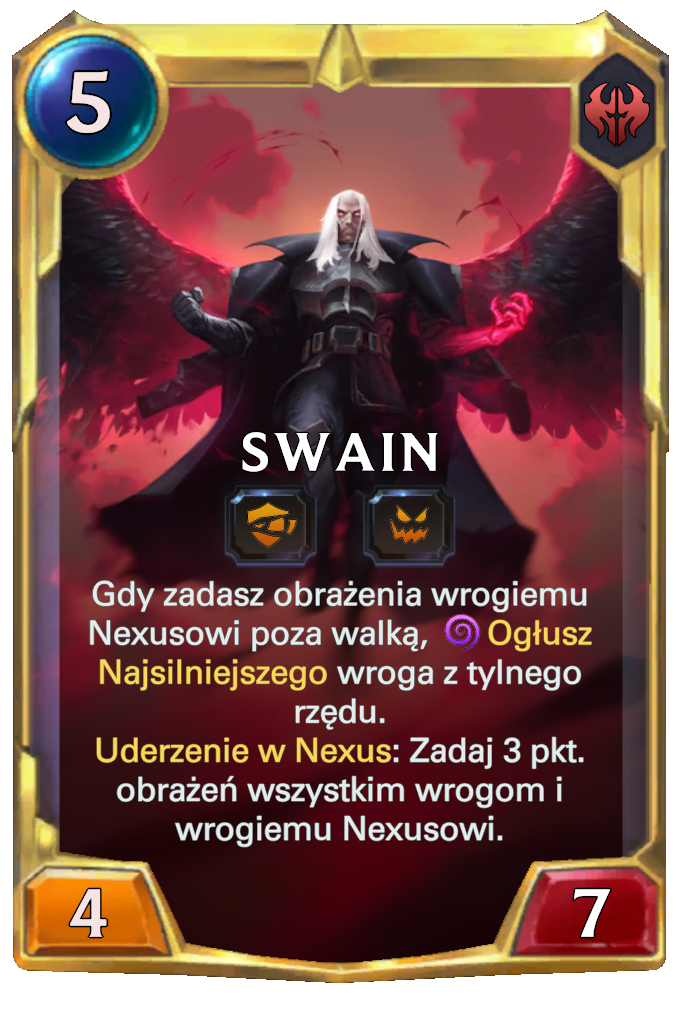 5
SWAIN
Gdy zadasz obrażenia wrogiemu
Nexusowi poza walką, Ogłusz
Najsilniejszego wroga z tylnego
rzędu.
Uderzenie w Nexus: Zadaj 3 pkt.
obrażeń wszystkim wrogom i
wrogiemu Nexusowi.
4
7